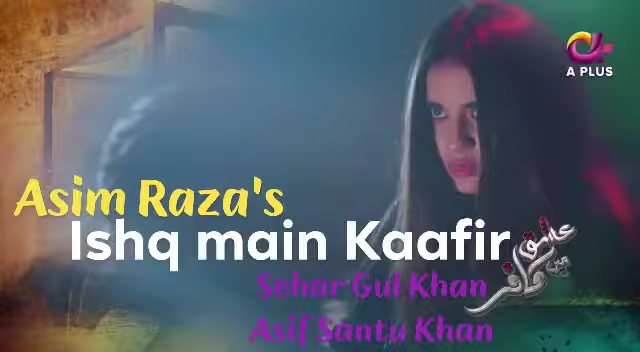 A PLUS
Asim Raza's
Ishq main Kaafir
عشق میں کافر
Sehar Gul Khan
Asif Santu Khan